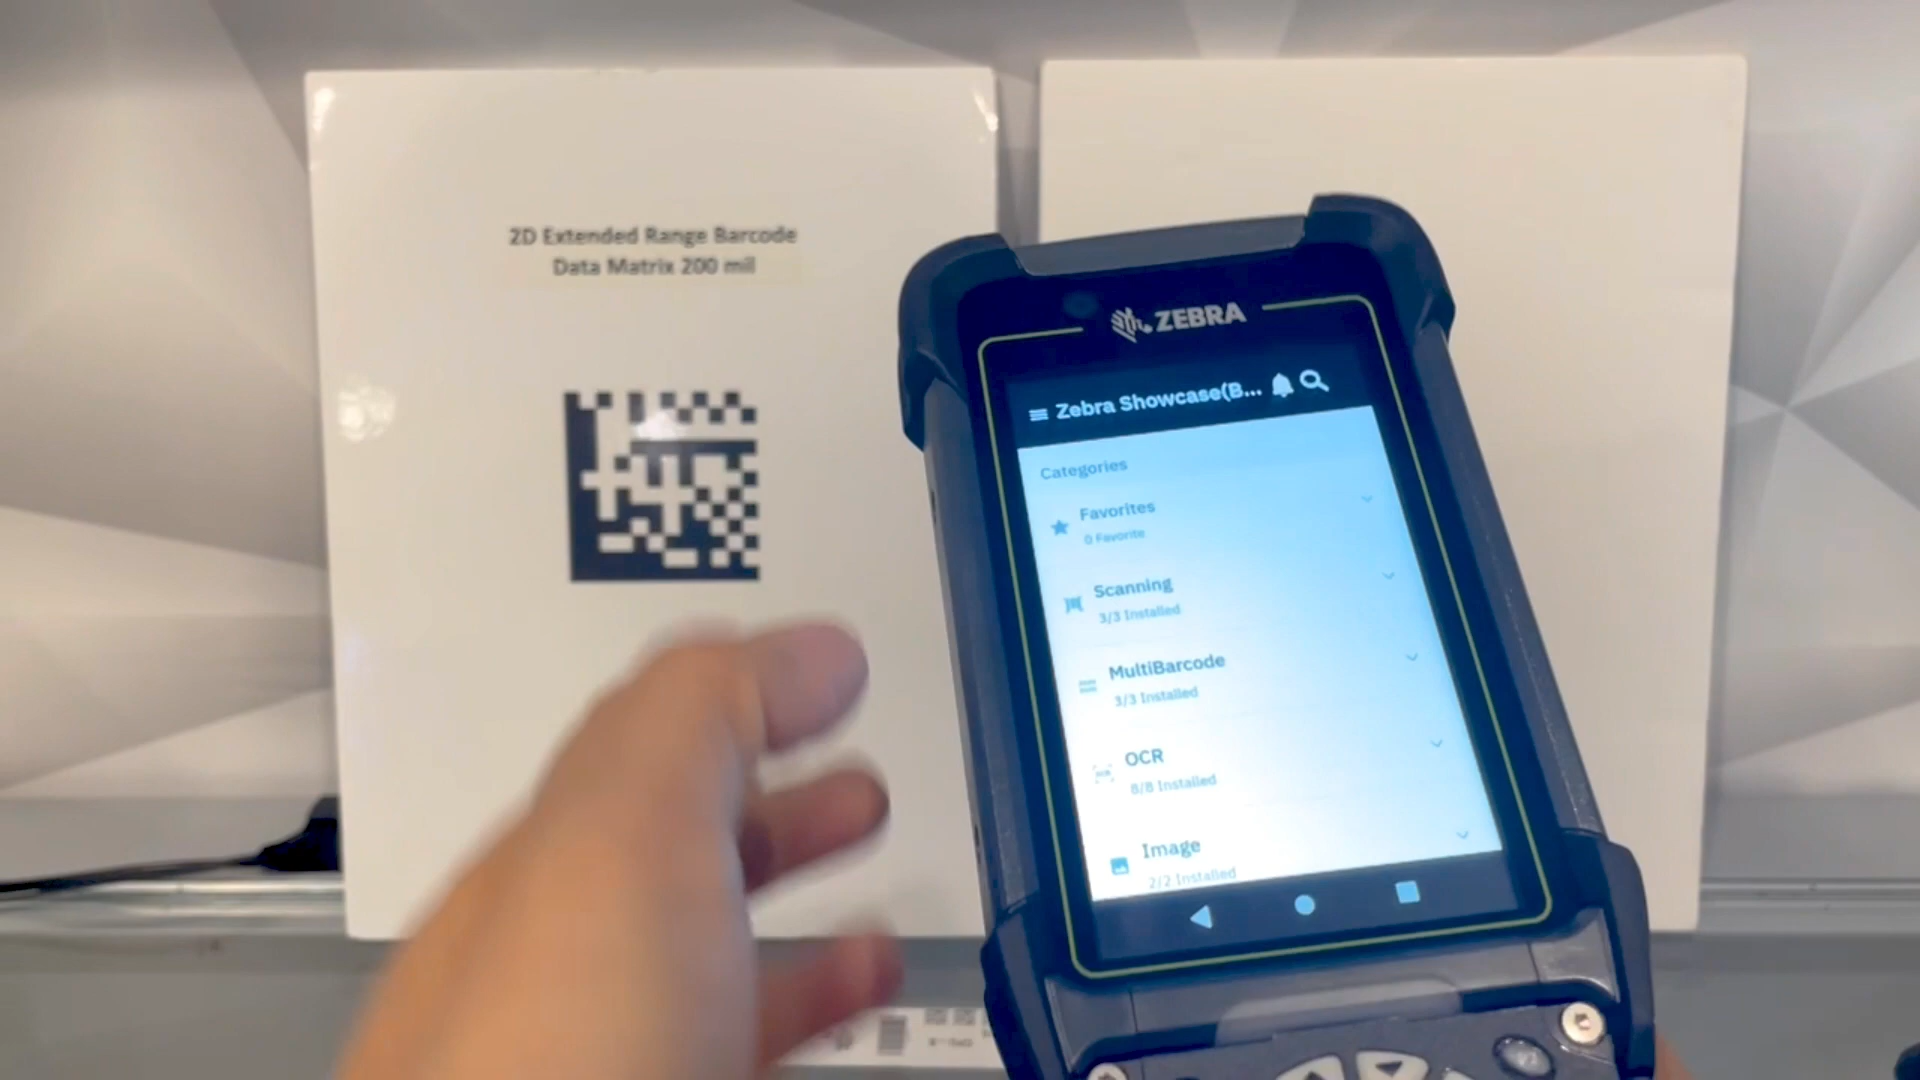 2D Extended Range Barcode
Data Matrix 200 mil
ZEBRA
Zebra Showcase(B...
Categories
Favorites
0 Favorite
Scanning
3/3 Installed
MultiBarcode
3/3 Installed
OCR
8/8 Installed
Image
2/2 Installed